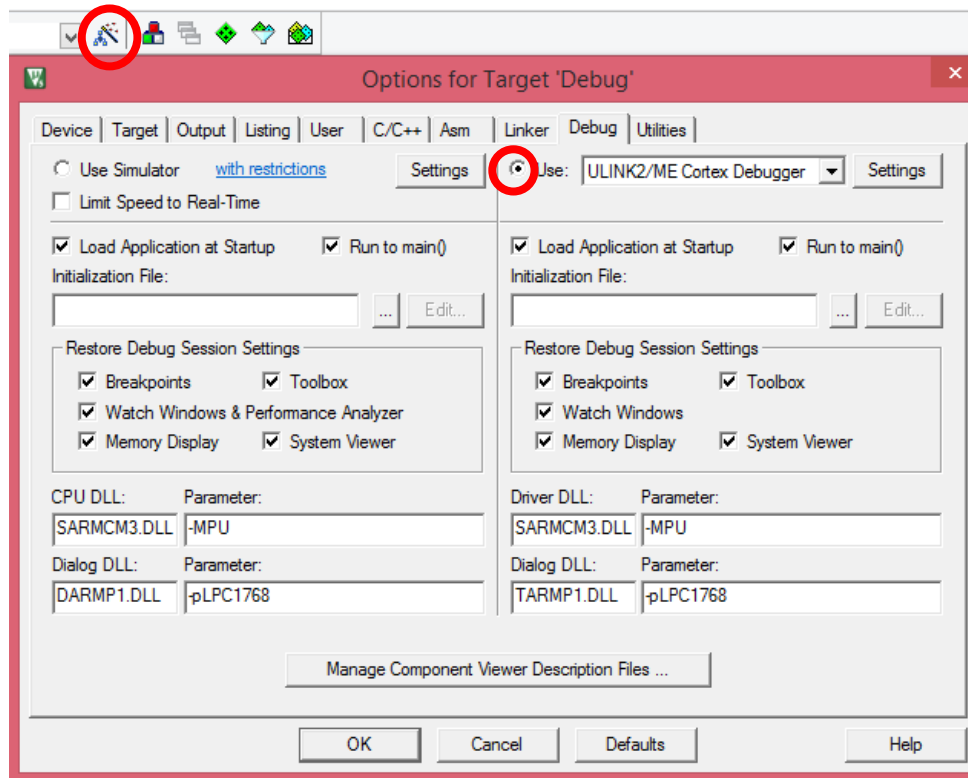 Options for Target 'Debug'
Device Target Output Listing User C/C++ Asm Linker Debug Utilities
Use Simulator with restrictions Settings
Limit Speed to Real-Time
Use: ULINK2/ME Cortex Debugger Settings
Load Application at Startup Run to main()
Initialization File:
... Edit...
Restore Debug Session Settings
Breakpoints Toolbox
Watch Windows & Performance Analyzer
Memory Display System Viewer
CPU DLL: Parameter:
SARMCM3.DLL -MPU
Dialog DLL: Parameter:
DARMP1.DLL -pLPC1768
Load Application at Startup Run to main()
Initialization File:
... Edit...
Restore Debug Session Settings
Breakpoints Toolbox
Watch Windows
Memory Display System Viewer
Driver DLL: Parameter:
SARMCM3.DLL -MPU
Dialog DLL: Parameter:
TARMP1.DLL -pLPC1768
Manage Component Viewer Description Files ...
OK Cancel Defaults Help